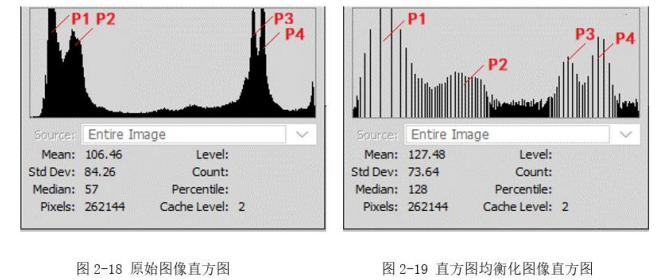 P1 P2
P3
P4
Source: Entire Image
Mean: 106.46 Level:
Std Dev: 84.26 Count:
Median: 57 Percentile:
Pixels: 262144 Cache Level: 2
图 2-18 原始图像直方图
P1
P2
P3
P4
Source: Entire Image
Mean: 127.48 Level:
Std Dev: 73.64 Count:
Median: 128 Percentile:
Pixels: 262144 Cache Level: 2
图 2-19 直方图均衡化图像直方图